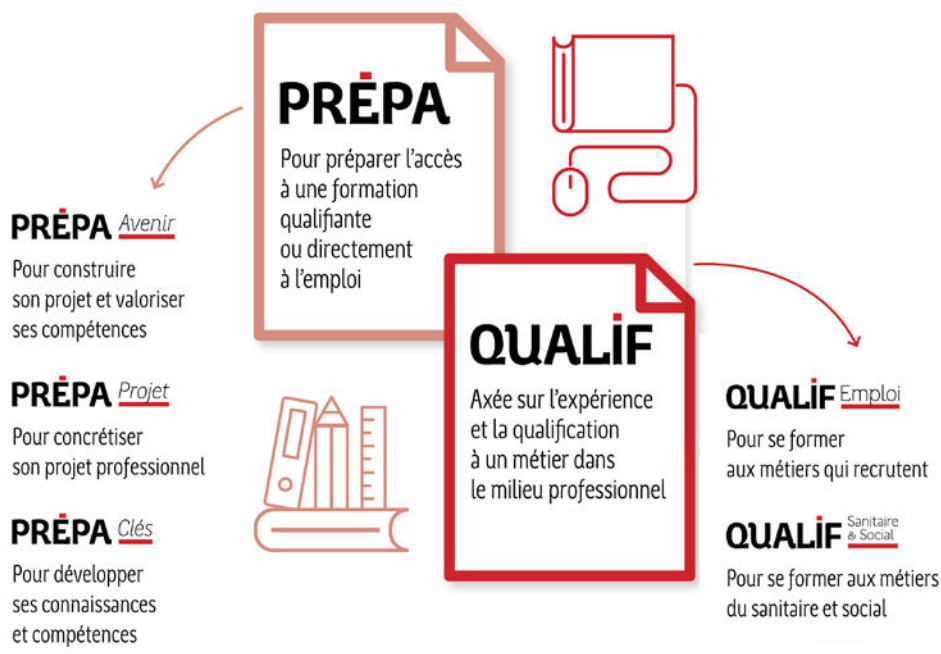 PRÉPA
Pour préparer l'accès
à une formation
qualifiante
ou directement
à l'emploi
PRÉPA Avenir
Pour construire
son projet et valoriser
ses compétences
PRÉPA Projet
Pour concrétiser
son projet professionnel
PRÉPA Clés
Pour développer
ses connaissances
et compétences
QUALIF
Axée sur l'expérience
et la qualification
à un métier dans
le milieu professionnel
QUALIF Emploi
Pour se former
aux métiers qui recrutent
QUALIF Sanitaire
& Social
Pour se former aux métiers
du sanitaire et social